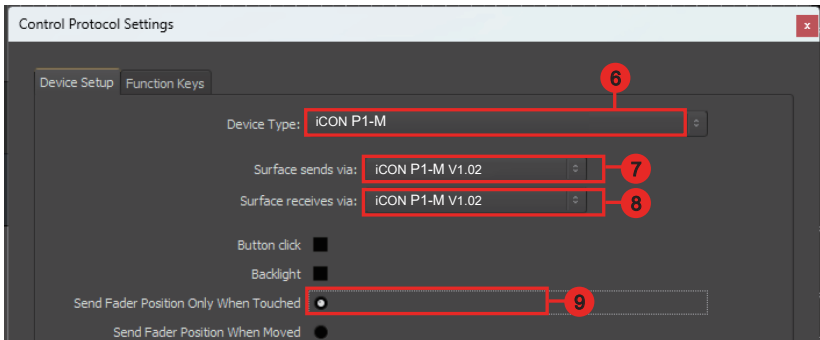 Control Protocol Settings
x
Device Setup Function Keys
6
Device Type: iCON P1-M
Surface sends via: iCON P1-M V1.02 7
Surface receives via: iCON P1-M V1.02 8
Button click
Backlight
Send Fader Position Only When Touched 9
Send Fader Position When Moved